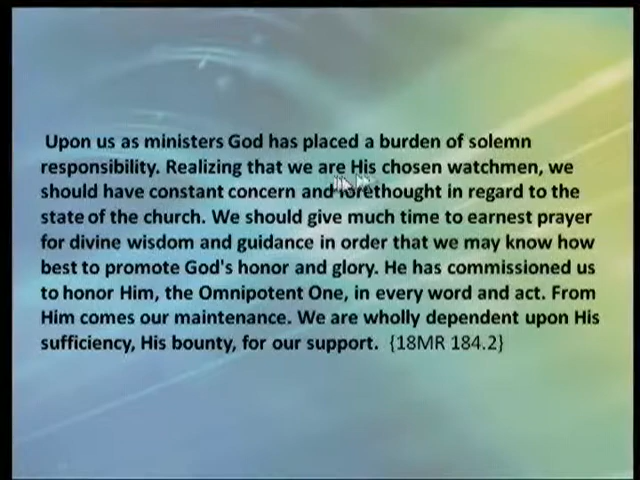 Upon us as ministers God has placed a burden of solemn
responsibility. Realizing that we are His chosen watchmen, we
should have constant concern and forethought in regard to the
state of the church. We should give much time to earnest prayer
for divine wisdom and guidance in order that we may know how
best to promote God's honor and glory. He has commissioned us
to honor Him, the Omnipotent One, in every word and act. From
Him comes our maintenance. We are wholly dependent upon His
sufficiency, His bounty, for our support. {18MR 184.2}